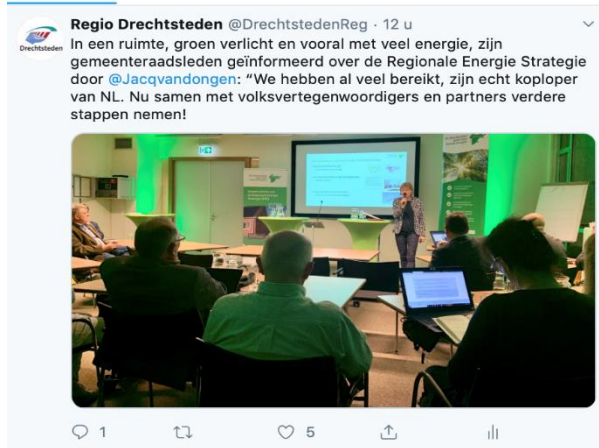 Regio Drechtsteden @DrechtstedenReg · 12 u
Drechtsteden
In een ruimte, groen verlicht en vooral met veel energie, zijn
gemeenteraadsleden geïnformeerd over de Regionale Energie Strategie
door @Jacqvandongen: “We hebben al veel bereikt, zijn echt koploper
van NL. Nu samen met volksvertegenwoordigers en partners verdere
stappen nemen!
1
5